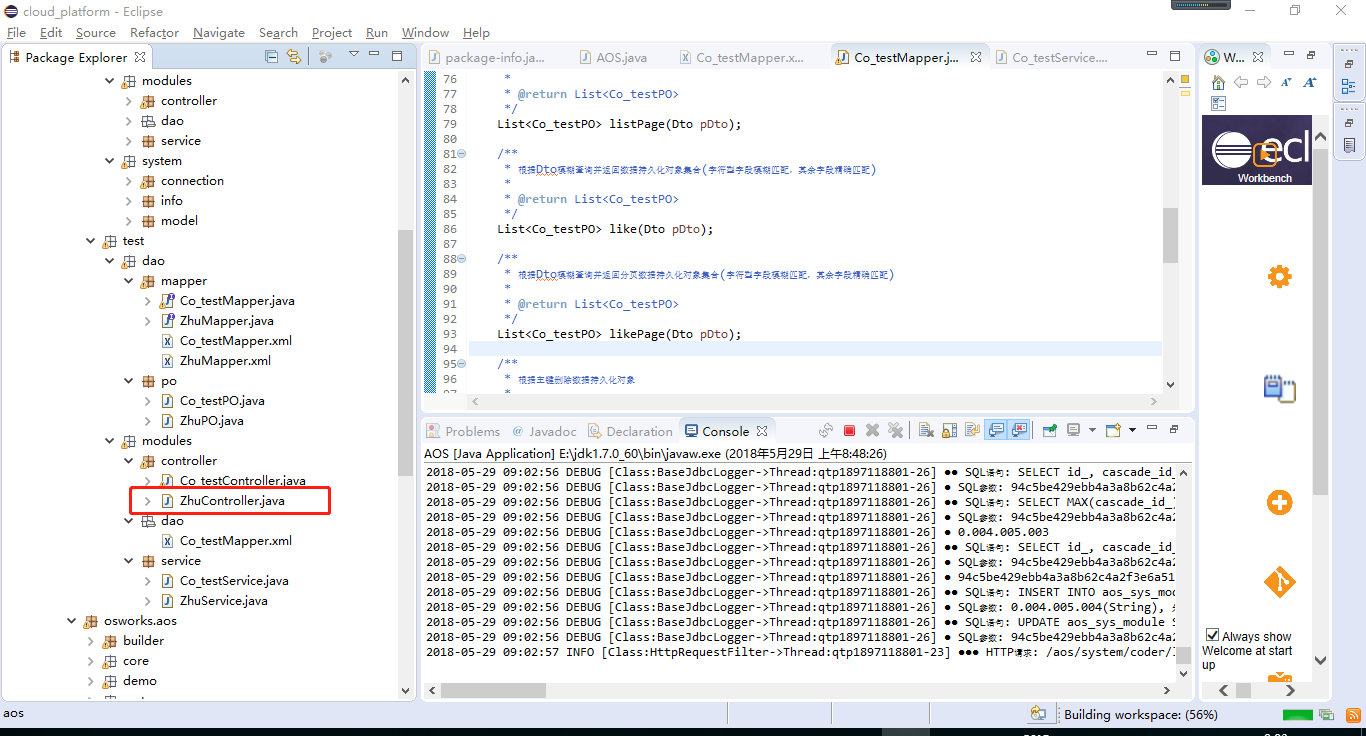 cloud_platform - Eclipse
File Edit Source Refactor Navigate Search Project Run Window Help
Package Explorer
modules
controller
dao
service
system
connection
info
model
test
dao
mapper
Co_testMapper.java
ZhuMapper.java
Co_testMapper.xml
ZhuMapper.xml
po
Co_testPO.java
ZhuPO.java
modules
controller
Co_testController.java
ZhuController.java
dao
Co_testMapper.xml
service
Co_testService.java
ZhuService.java
osworks.aos
builder
core
demo
package-info.ja... AOS.java Co_testMapper.x... Co_testMapper.j... Co_testService....
76 *
77 * @return List<Co_testPO>
78 */
79 List<Co_testPO> listPage(Dto pDto);
80
81 /**
82 * 根据Dto模糊查询并返回数据持久化对象集合(字符型字段模糊匹配，其余字段精确匹配)
83 *
84 * @return List<Co_testPO>
85 */
86 List<Co_testPO> like(Dto pDto);
87
88 /**
89 * 根据Dto模糊查询并返回分页数据持久化对象集合(字符型字段模糊匹配，其余字段精确匹配)
90 *
91 * @return List<Co_testPO>
92 */
93 List<Co_testPO> likePage(Dto pDto);
94
95 /**
96 * 根据主键删除数据持久化对象
97 *
Problems @ Javadoc Declaration Console
AOS [Java Application] E:\jdk1.7.0_60\bin\javaw.exe (2018年5月29日 上午8:48:26)
2018-05-29 09:02:56 DEBUG [Class:BaseJdbcLogger->Thread:qtp1897118801-26] ●● SQL语句: SELECT id_, cascade_id_
2018-05-29 09:02:56 DEBUG [Class:BaseJdbcLogger->Thread:qtp1897118801-26] ● SQL参数: 94c5be429ebb4a3a8b62c4a2
2018-05-29 09:02:56 DEBUG [Class:BaseJdbcLogger->Thread:qtp1897118801-26] ●● SQL语句: SELECT MAX(cascade_id_)
2018-05-29 09:02:56 DEBUG [Class:BaseJdbcLogger->Thread:qtp1897118801-26] ● SQL参数: 94c5be429ebb4a3a8b62c4a2
2018-05-29 09:02:56 DEBUG [Class:BaseJdbcLogger->Thread:qtp1897118801-26] ● 0.004.005.003
2018-05-29 09:02:56 DEBUG [Class:BaseJdbcLogger->Thread:qtp1897118801-26] ●● SQL语句: SELECT id_, cascade_id_
2018-05-29 09:02:56 DEBUG [Class:BaseJdbcLogger->Thread:qtp1897118801-26] ● SQL参数: 94c5be429ebb4a3a8b62c4a2
2018-05-29 09:02:56 DEBUG [Class:BaseJdbcLogger->Thread:qtp1897118801-26] ● 94c5be429ebb4a3a8b62c4a2f3e6a51
2018-05-29 09:02:56 DEBUG [Class:BaseJdbcLogger->Thread:qtp1897118801-26] ●● SQL语句: INSERT INTO aos_sys_mod
2018-05-29 09:02:56 DEBUG [Class:BaseJdbcLogger->Thread:qtp1897118801-26] ● SQL参数: 0.004.005.004(String),
2018-05-29 09:02:56 DEBUG [Class:BaseJdbcLogger->Thread:qtp1897118801-26] ●● SQL语句: UPDATE aos_sys_module S
2018-05-29 09:02:56 DEBUG [Class:BaseJdbcLogger->Thread:qtp1897118801-26] ● SQL参数: 94c5be429ebb4a3a8b62c4a2
2018-05-29 09:02:57 INFO [Class:HttpRequestFilter->Thread:qtp1897118801-23] ●●● HTTP请求: /aos/system/coder/
W...
ecl
Workbench
Always show
Welcome at start
up
aos
Building workspace: (56%)